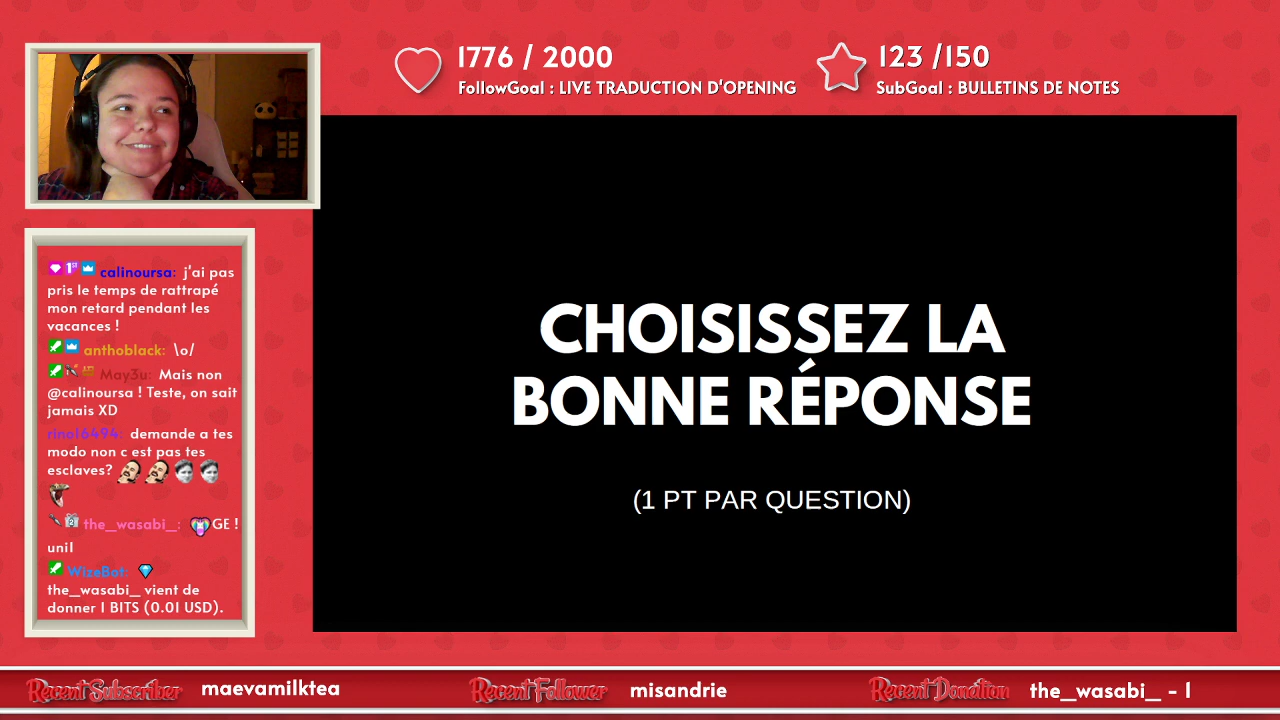 1776 / 2000
FollowGoal : LIVE TRADUCTION D'OPENING
123 /150
SubGoal : BULLETINS DE NOTES
calinoursa: j'ai pas
pris le temps de rattrapé
mon retard pendant les
vacances !
anthoblack: \o/
May3u: Mais non
@calinoursa ! Teste, on sait
jamais XD
rinal6494: demande a tes
modo non c est pas tes
esclaves?
the_wasabi_: GE !
unil
WizeBot:
the_wasabi_ vient de
donner 1 BITS (0.01 USD).
CHOISISSEZ LA
BONNE RÉPONSE
(1 PT PAR QUESTION)
Recent Subscriber maevamilktea
Recent Follower misandrie
Recent Donation the_wasabi_ - 1